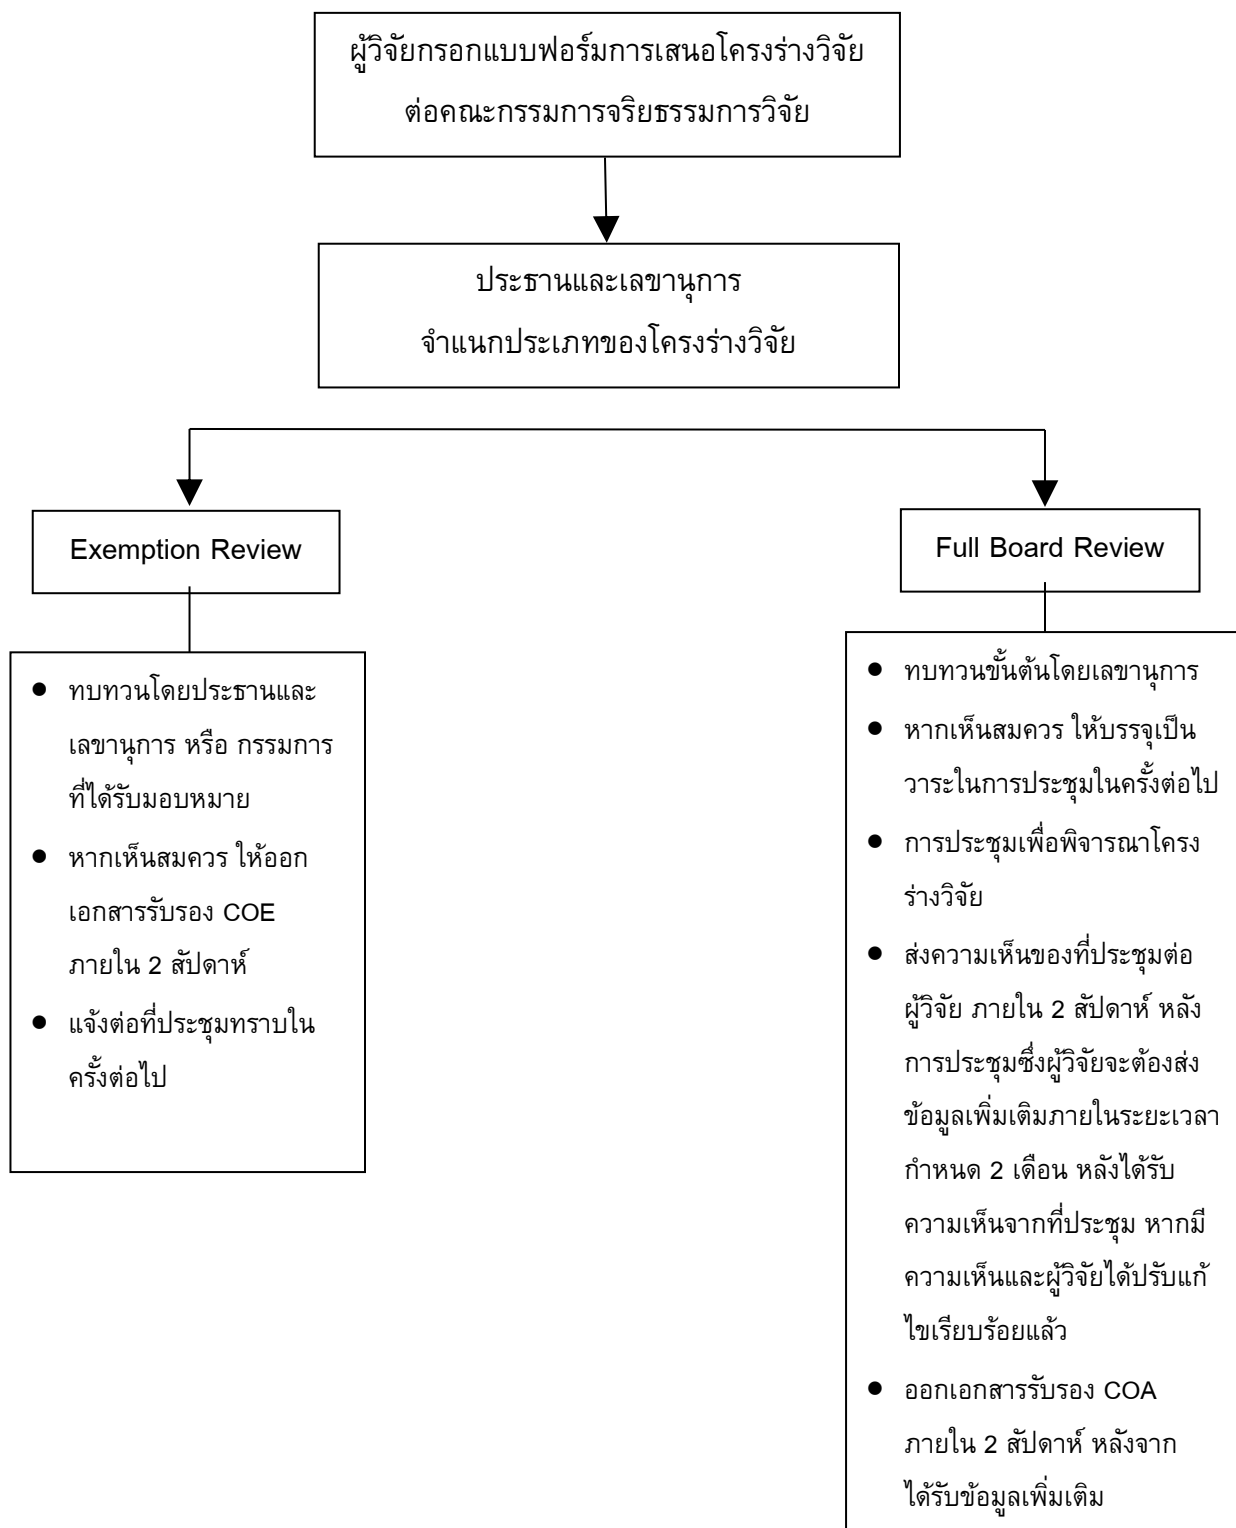 ผู้วิจัยกรอกแบบฟอร์มการเสนอโครงร่างวิจัย
ต่อคณะกรรมการจริยธรรมการวิจัย
ประธานและเลขานุการ
จำแนกประเภทของโครงร่างวิจัย
Exemption Review
● ทบทวนโดยประธานและ
เลขานุการ หรือ กรรมการ
ที่ได้รับมอบหมาย
● หากเห็นสมควร ให้ออก
เอกสารรับรอง COE
ภายใน 2 สัปดาห์
● แจ้งต่อที่ประชุมทราบใน
ครั้งต่อไป
Full Board Review
● ทบทวนขั้นต้นโดยเลขานุการ
● หากเห็นสมควร ให้บรรจุเป็น
วาระในการประชุมในครั้งต่อไป
● การประชุมเพื่อพิจารณาโครง
ร่างวิจัย
● ส่งความเห็นของที่ประชุมต่อ
ผู้วิจัย ภายใน 2 สัปดาห์ หลัง
การประชุมซึ่งผู้วิจัยจะต้องส่ง
ข้อมูลเพิ่มเติมภายในระยะเวลา
กำหนด 2 เดือน หลังได้รับ
ความเห็นจากที่ประชุม หากมี
ความเห็นและผู้วิจัยได้ปรับแก้
ไขเรียบร้อยแล้ว
● ออกเอกสารรับรอง COA
ภายใน 2 สัปดาห์ หลังจาก
ได้รับข้อมูลเพิ่มเติม